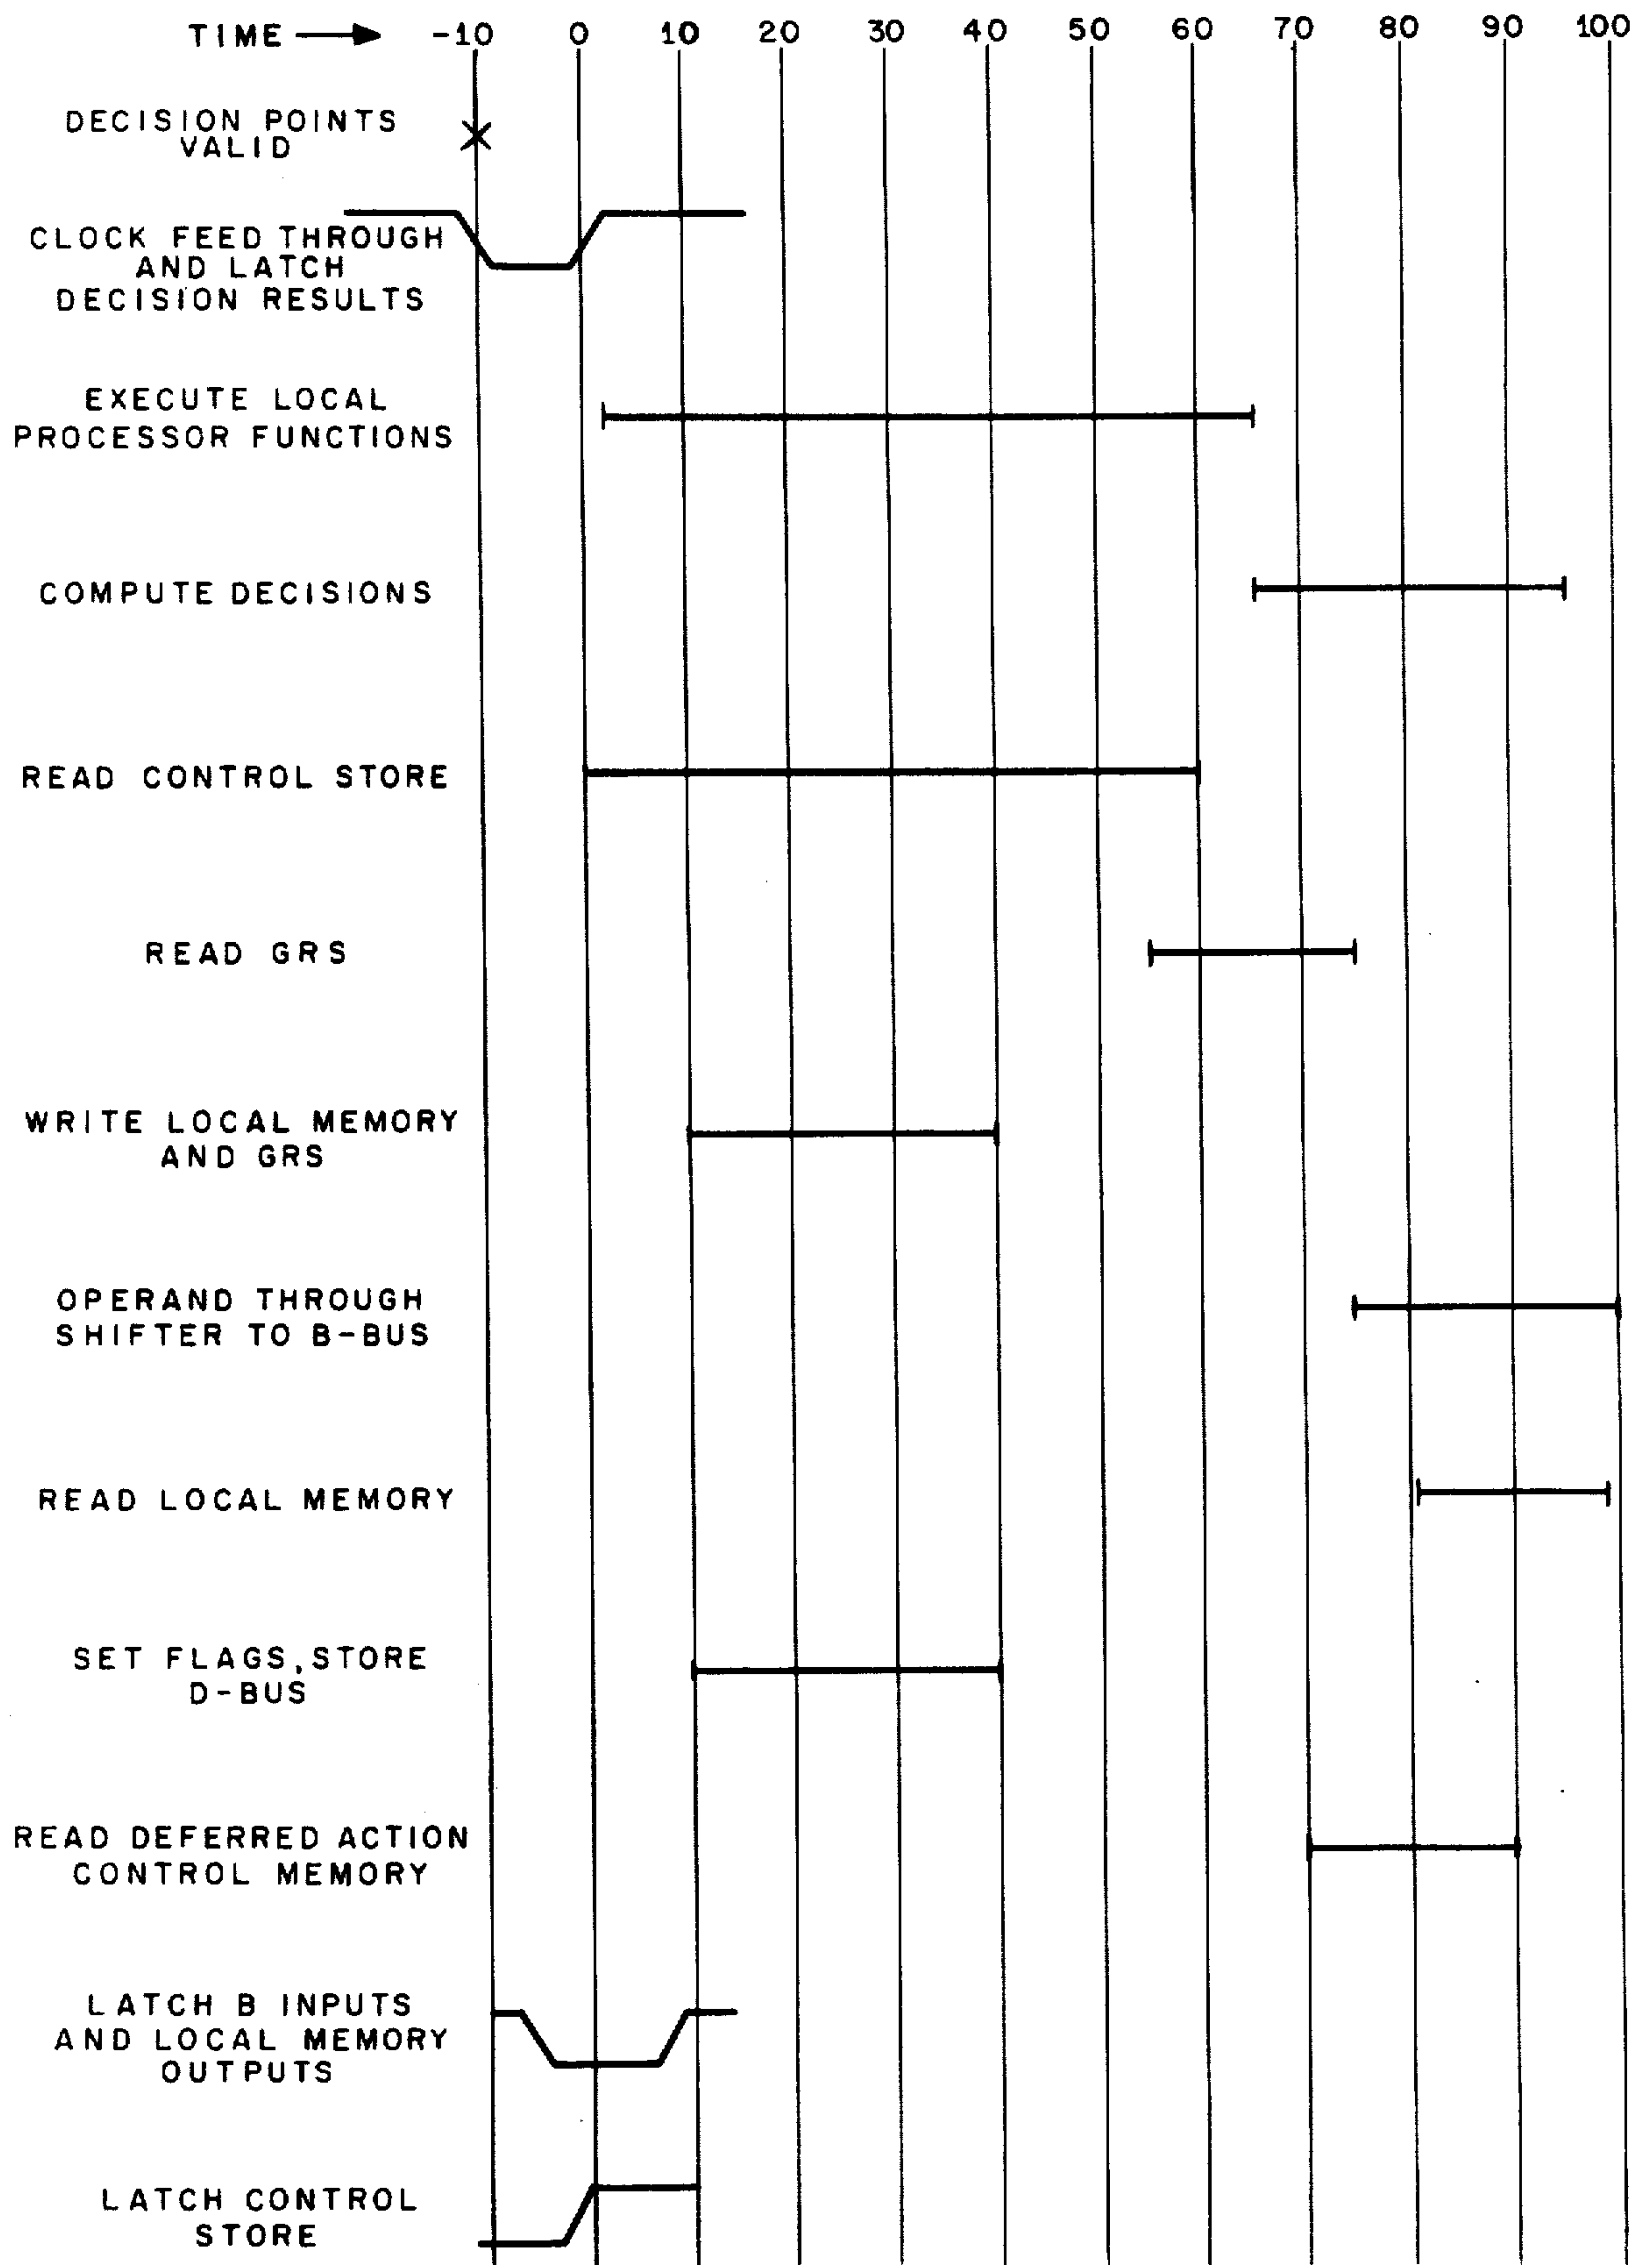 TIME -10 0 10 20 30 40 50 60 70 80 90 100
DECISION POINTS
VALID
CLOCK FEED THROUGH
AND LATCH
DECISION RESULTS
EXECUTE LOCAL
PROCESSOR FUNCTIONS
COMPUTE DECISIONS
READ CONTROL STORE
READ GRS
WRITE LOCAL MEMORY
AND GRS
OPERAND THROUGH
SHIFTER TO B-BUS
READ LOCAL MEMORY
SET FLAGS, STORE
D-BUS
READ DEFERRED ACTION
CONTROL MEMORY
LATCH B INPUTS
AND LOCAL MEMORY
OUTPUTS
LATCH CONTROL
STORE